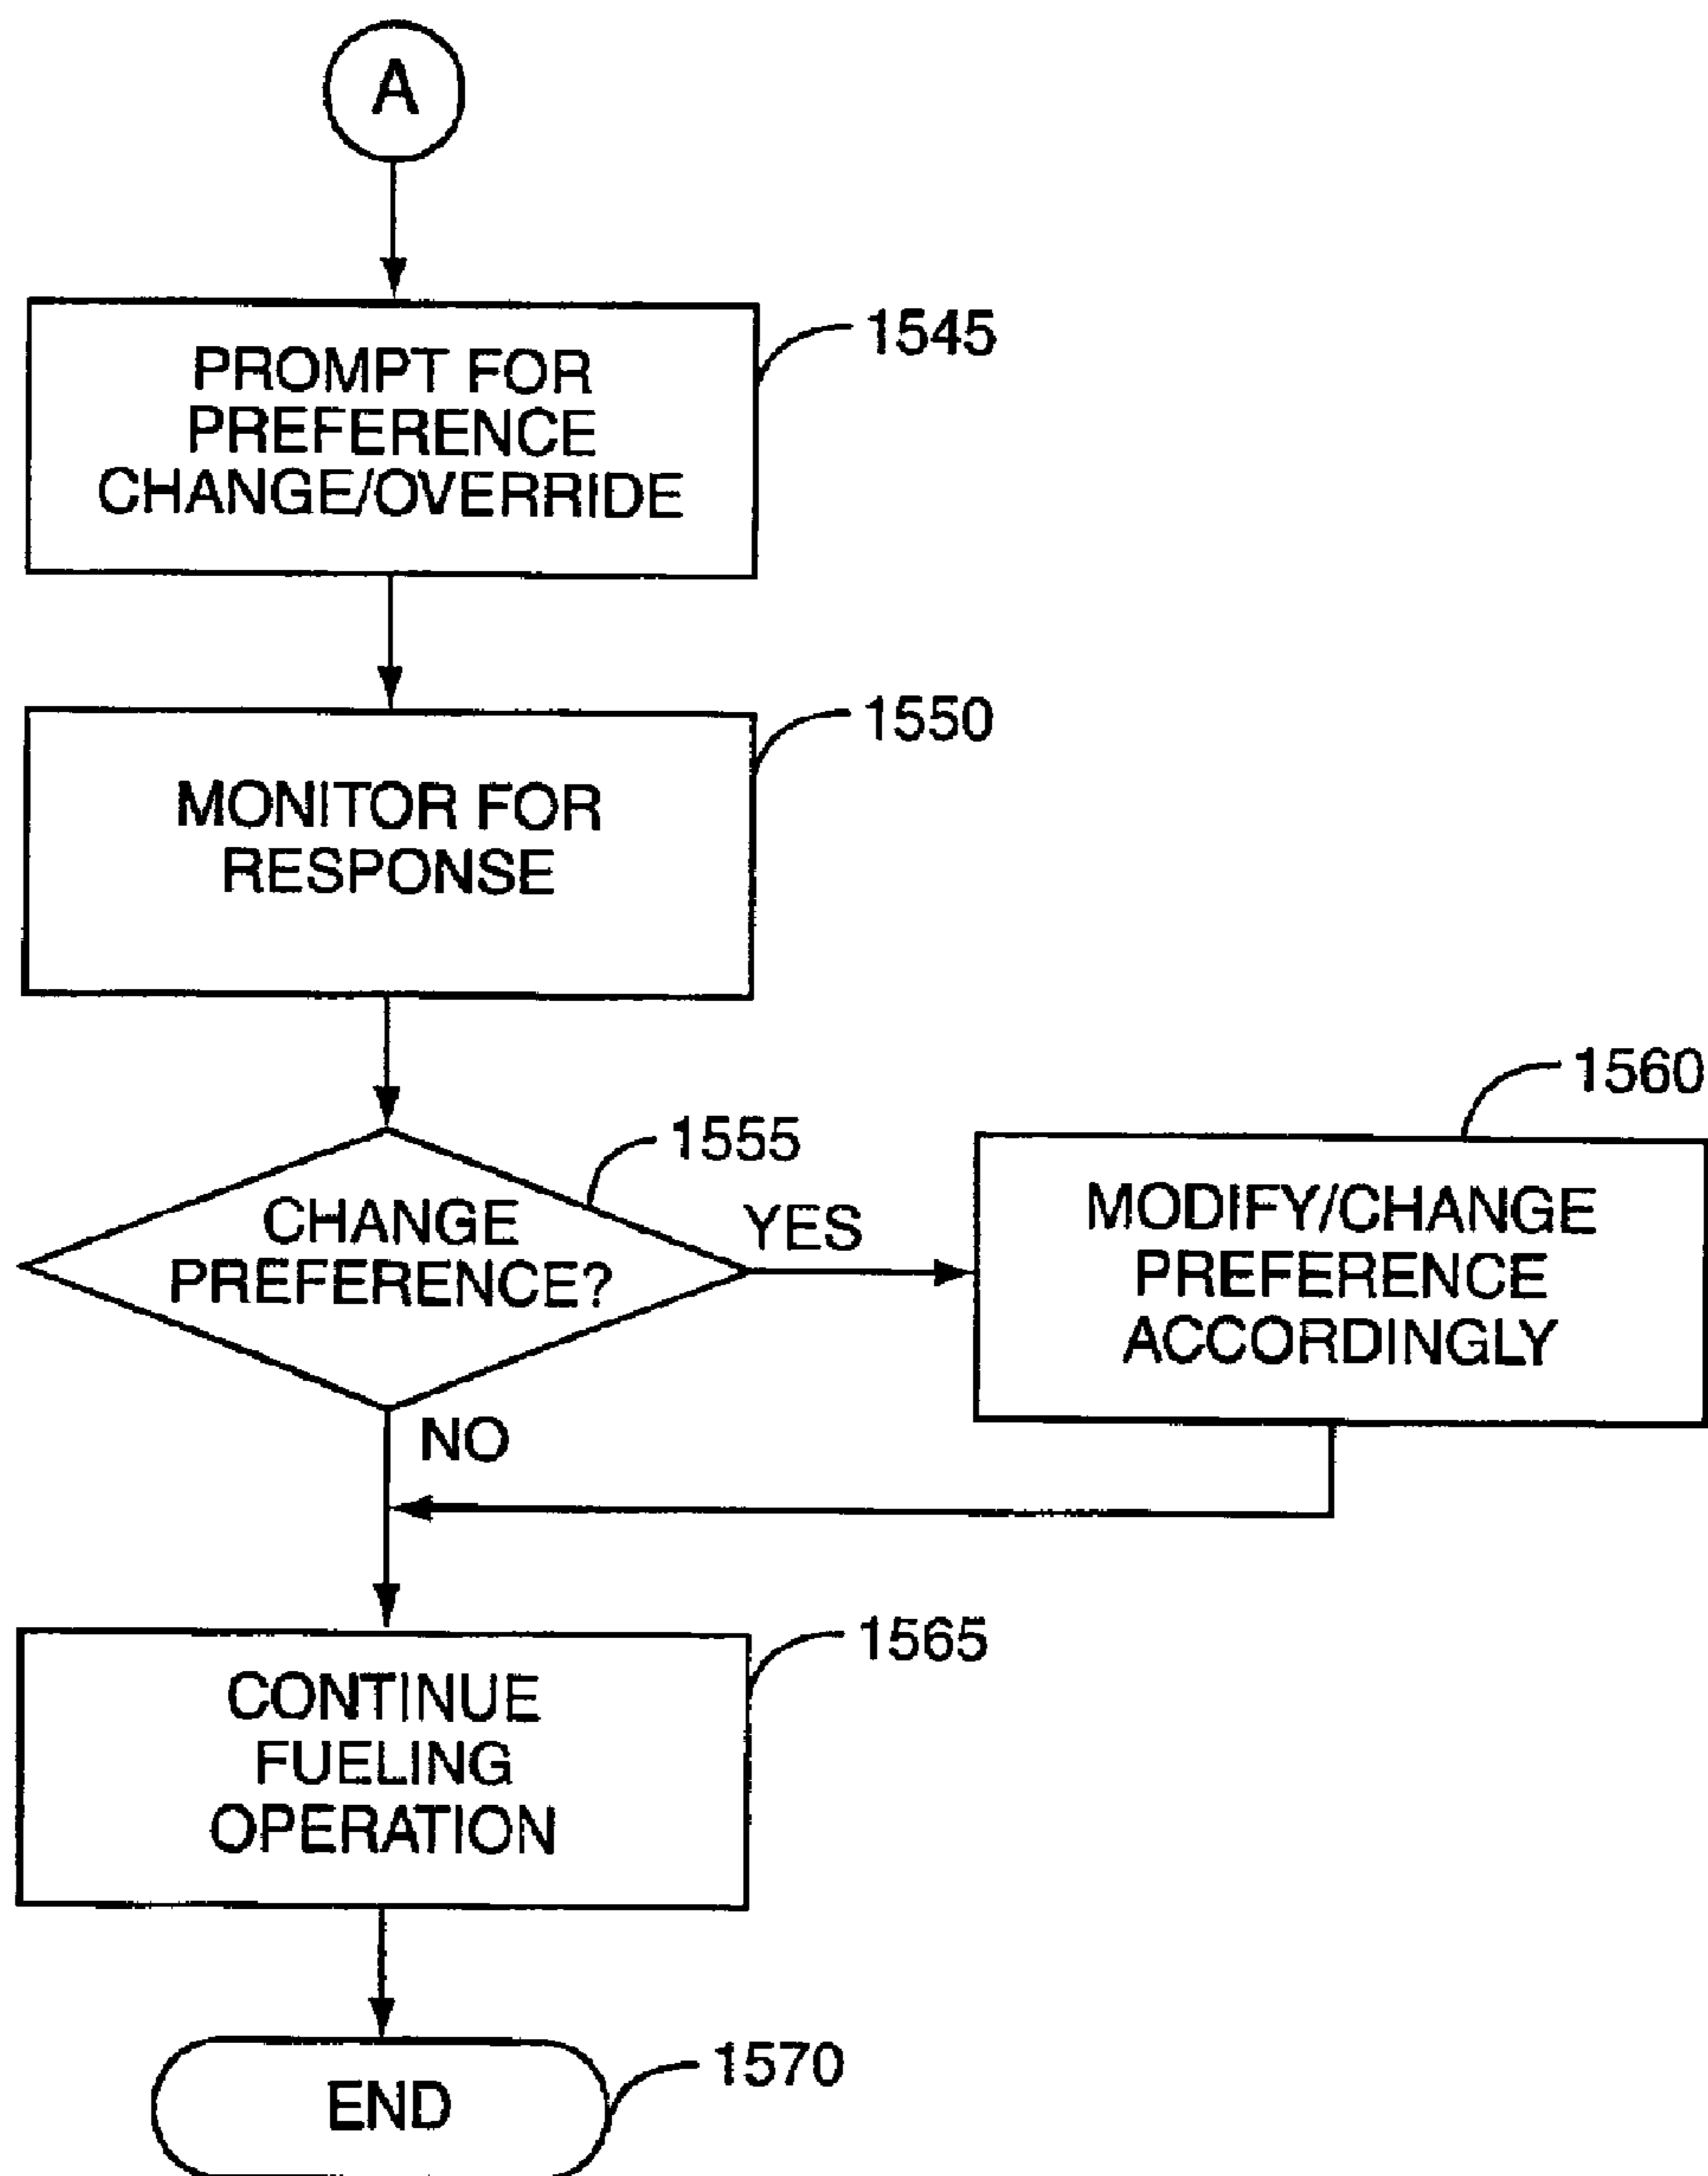 A
PROMPT FOR
PREFERENCE
CHANGE/OVERRIDE
1545
MONITOR FOR
RESPONSE
1550
CHANGE
PREFERENCE?
1555
YES
MODIFY/CHANGE
PREFERENCE
ACCORDINGLY
1560
NO
CONTINUE
FUELING
OPERATION
1565
END
1570